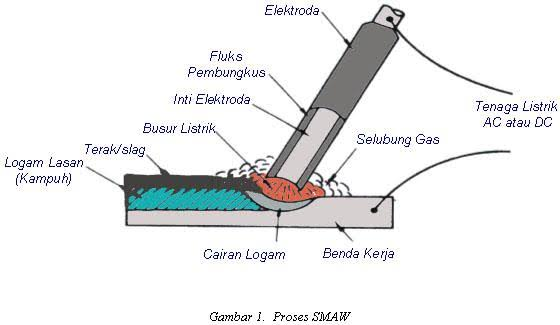 Elektroda
Fluks
Pembungkus
Inti Elektroda
Busur Listrik
Terak/slag
Logam Lasan
(Kampuh)
Selubung Gas
Tenaga Listrik
AC atau DC
Cairan Logam
Benda Kerja
Gambar 1. Proses SMAW